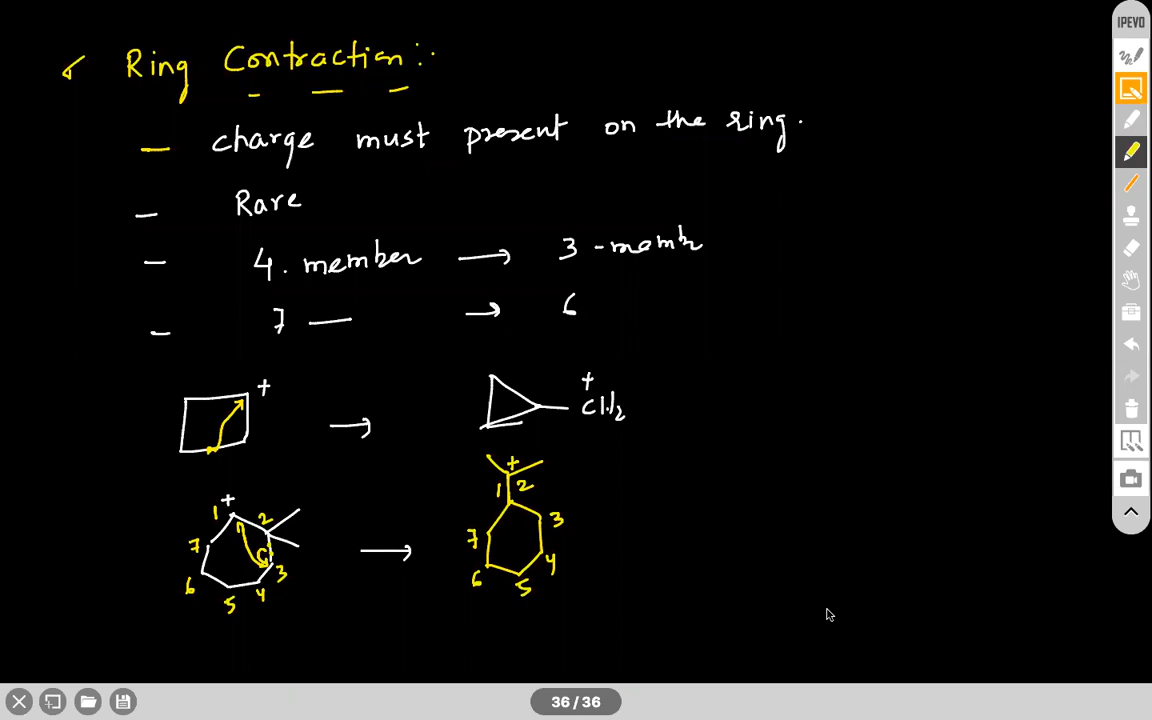 Ring Contraction :-
IPEVO
— charge must present on the ring.
— Rare
— 4. member → 3 - memb
— 7 — → 6
+ → + CH2
+ 1 2 3 4 5 6 7 → + 1 2 3 4 5 6 7
36 / 36